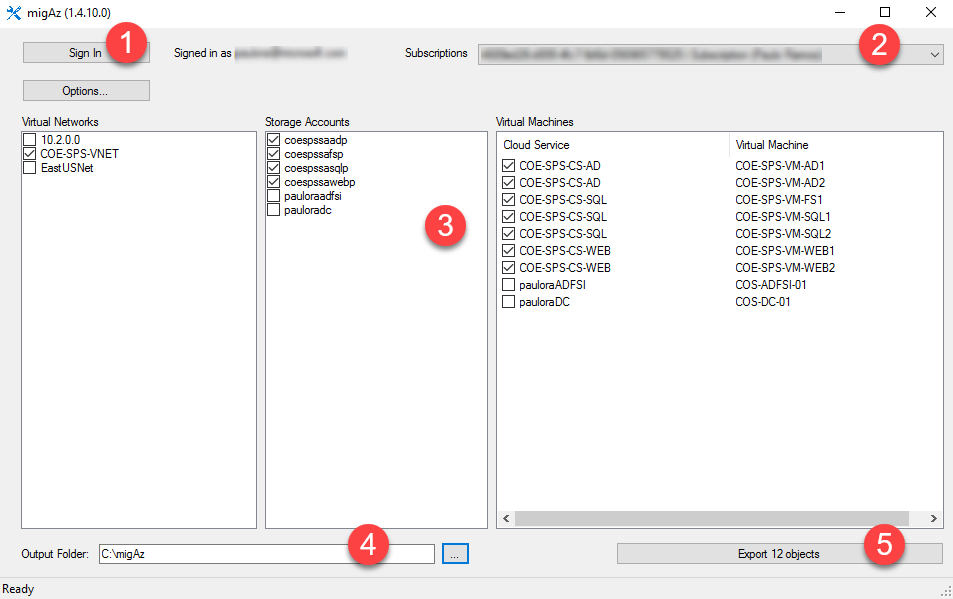 migAz (1.4.10.0)
Sign In 1 Signed in as Subscriptions 2
Options...
Virtual Networks
10.2.0.0
COE-SPS-VNET
EastUSNet
Storage Accounts
coespssaadp
coespssafsp
coespssasqlp
coespssawebp
pauloraadfsi
pauloradc
3
Virtual Machines
Cloud Service Virtual Machine
COE-SPS-CS-AD COE-SPS-VM-AD1
COE-SPS-CS-AD COE-SPS-VM-AD2
COE-SPS-CS-SQL COE-SPS-VM-FS1
COE-SPS-CS-SQL COE-SPS-VM-SQL1
COE-SPS-CS-SQL COE-SPS-VM-SQL2
COE-SPS-CS-WEB COE-SPS-VM-WEB1
COE-SPS-CS-WEB COE-SPS-VM-WEB2
pauloraADFSI COS-ADFSI-01
pauloraDC COS-DC-01
Output Folder: C:\migAz 4 ... Export 12 objects 5
Ready